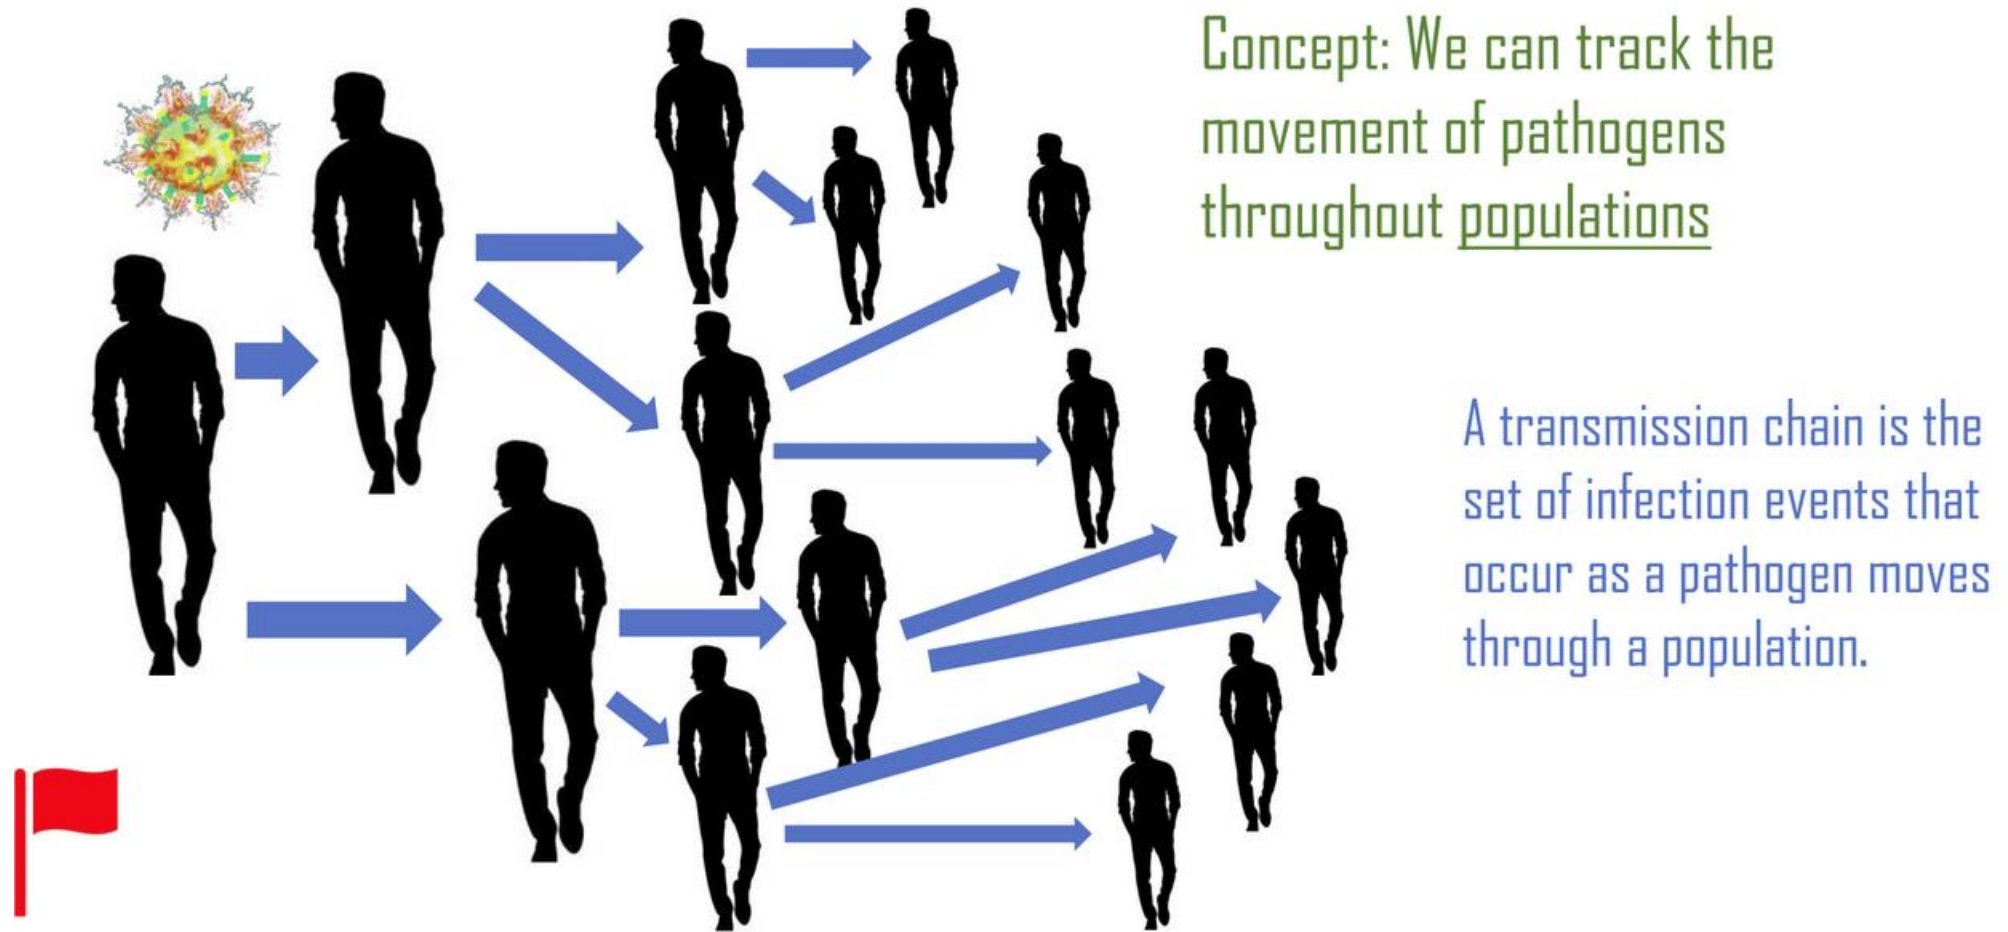 Concept: We can track the
movement of pathogens
throughout populations
A transmission chain is the
set of infection events that
occur as a pathogen moves
through a population.